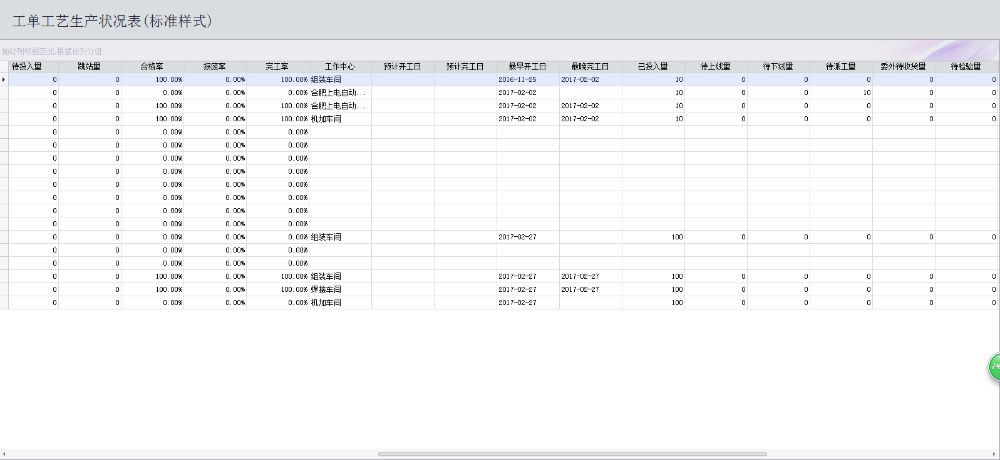 工单工艺生产状况表(标准样式)
拖动列标题至此,根据该列分组
待投入量 跳站量 合格率 报废率 完工率 工作中心 预计开工日 预计完工日 最早开工日 最晚完工日 已投入量 待上线量 待下线量 待派工量 委外待收货量 待检验量
0 0 100.00% 0.00% 100.00% 组装车间 2016-11-25 2017-02-02 10 0 0 0 0 0
0 0 0.00% 0.00% 0.00% 合肥上电自动... 2017-02-02 10 0 0 10 0 0
0 0 100.00% 0.00% 100.00% 合肥上电自动... 2017-02-02 2017-02-02 10 0 0 0 0 0
0 0 100.00% 0.00% 100.00% 机加车间 2017-02-02 2017-02-02 10 0 0 0 0 0
0 0 0.00% 0.00% 0.00%
0 0 0.00% 0.00% 0.00%
0 0 0.00% 0.00% 0.00%
0 0 0.00% 0.00% 0.00%
0 0 0.00% 0.00% 0.00%
0 0 0.00% 0.00% 0.00%
0 0 0.00% 0.00% 0.00%
0 0 0.00% 0.00% 0.00%
0 0 0.00% 0.00% 0.00% 组装车间 2017-02-27 100 0 0 0 0 0
0 0 0.00% 0.00% 0.00%
0 0 0.00% 0.00% 0.00%
0 0 100.00% 0.00% 100.00% 组装车间 2017-02-27 2017-02-27 100 0 0 0 0 0
0 0 100.00% 0.00% 100.00% 焊接车间 2017-02-27 2017-02-27 100 0 0 0 0 0
0 0 0.00% 0.00% 0.00% 机加车间 2017-02-27 100 0 0 0 0 0
74